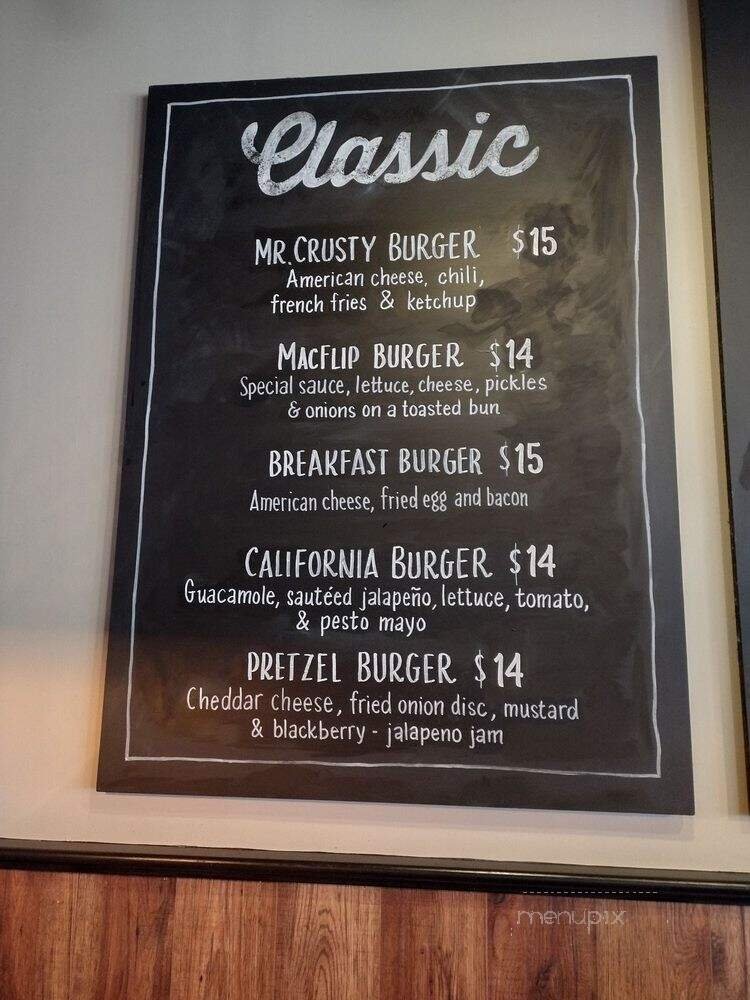 Classic
MR. CRUSTY BURGER $15
American cheese, chili,
french fries & ketchup
MACFLIP BURGER $14
Special sauce, lettuce, cheese, pickles
& onions on a toasted bun
BREAKFAST BURGER $15
American cheese, fried egg and bacon
CALIFORNIA BURGER $14
Guacamole, sautéed jalapeño, lettuce, tomato,
& pesto mayo
PRETZEL BURGER $14
Cheddar cheese, fried onion disc, mustard
& blackberry - jalapeno jam
menupix